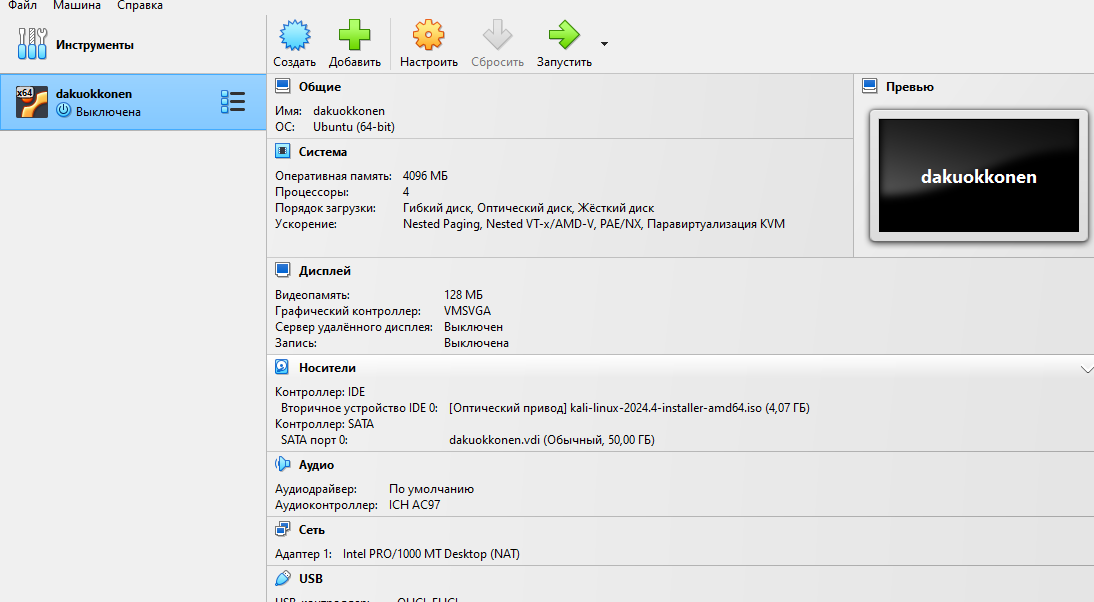 Файл Машина Справка
Инструменты
Создать Добавить Настроить Сбросить Запустить
x64
dakuokkonen
Выключена
Общие
Имя: dakuokkonen
ОС: Ubuntu (64-bit)
Превью
dakuokkonen
Система
Оперативная память: 4096 МБ
Процессоры: 4
Порядок загрузки: Гибкий диск, Оптический диск, Жёсткий диск
Ускорение: Nested Paging, Nested VT-x/AMD-V, PAE/NX, Паравиртуализация KVM
Дисплей
Видеопамять: 128 МБ
Графический контроллер: VMSVGA
Сервер удалённого дисплея: Выключен
Запись: Выключена
Носители
Контроллер: IDE
Вторичное устройство IDE 0: [Оптический привод] kali-linux-2024.4-installer-amd64.iso (4,07 ГБ)
Контроллер: SATA
SATA порт 0: dakuokkonen.vdi (Обычный, 50,00 ГБ)
Аудио
Аудиодрайвер: По умолчанию
Аудиоконтроллер: ICH AC97
Сеть
Адаптер 1: Intel PRO/1000 MT Desktop (NAT)
USB
USB-контроллер: OHCI, EHCI